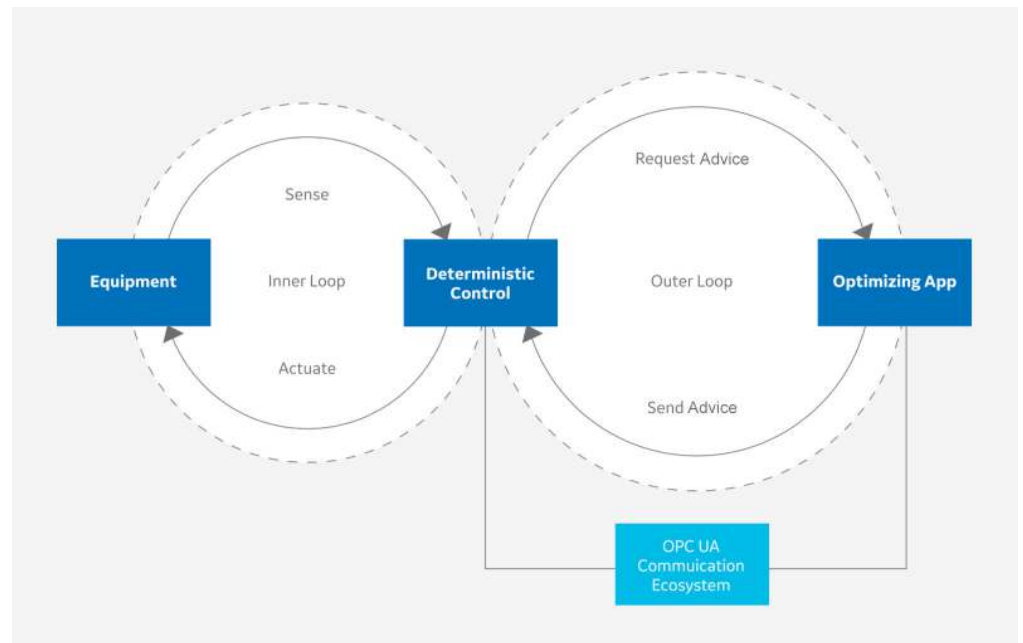 Request Advice
Sense
Equipment
Inner Loop
Deterministic
Control
Outer Loop
Optimizing App
Actuate
Send Advice
OPC UA
Commuication
Ecosystem